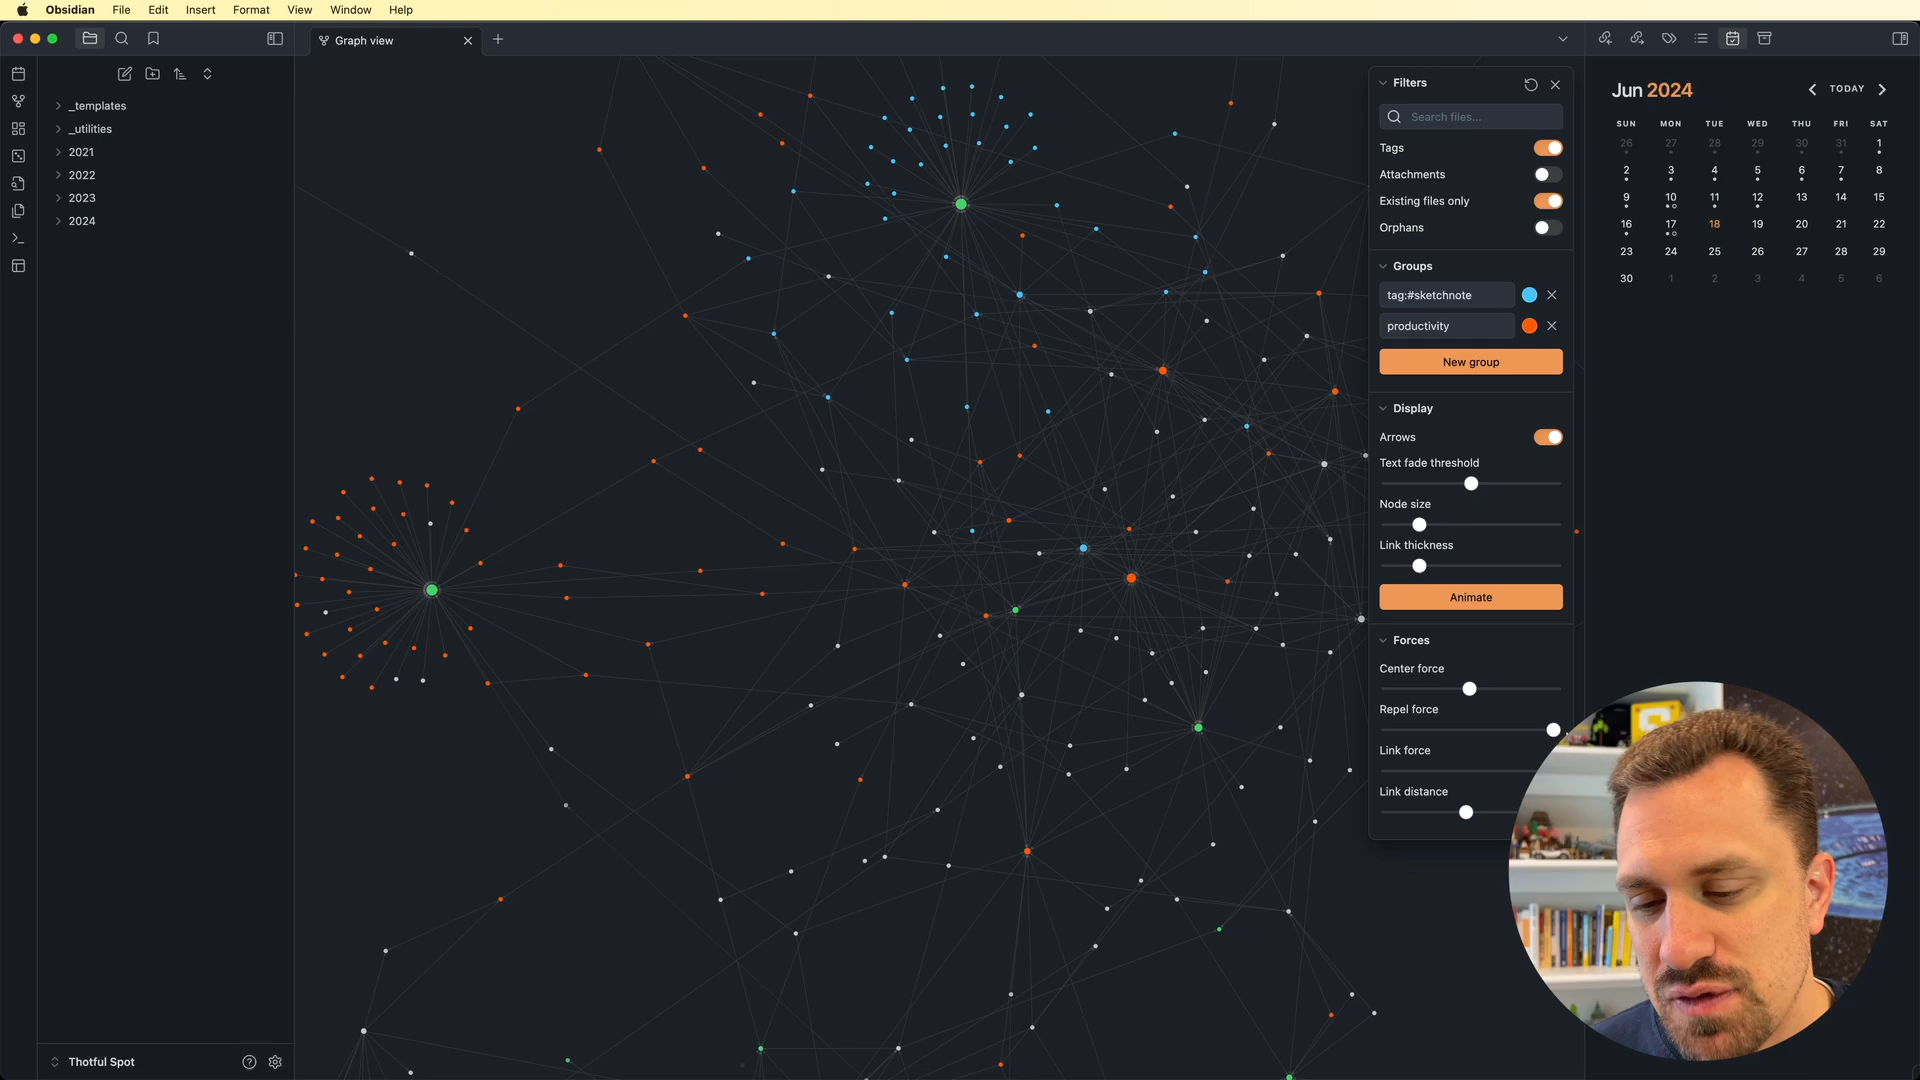 Obsidian File Edit Insert Format View Window Help
Graph view
_templates
_utilities
2021
2022
2023
2024
Thotful Spot
Filters
Search files...
Tags
Attachments
Existing files only
Orphans
Groups
tag:#sketchnote
productivity
New group
Display
Arrows
Text fade threshold
Node size
Link thickness
Animate
Forces
Center force
Repel force
Link force
Link distance
Jun 2024 TODAY
SUN MON TUE WED THU FRI SAT
26 27 28 29 30 31 1
2 3 4 5 6 7 8
9 10 11 12 13 14 15
16 17 18 19 20 21 22
23 24 25 26 27 28 29
30 1 2 3 4 5 6